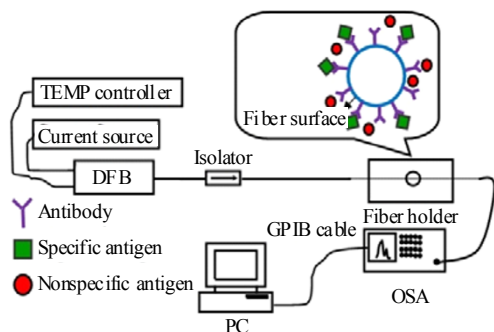 TEMP controller
Current source
DFB
Isolator
Fiber surface
Antibody
Specific antigen
Nonspecific antigen
GPIB cable
Fiber holder
PC
OSA